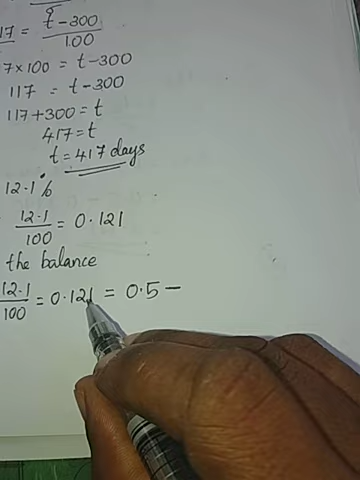 17 = t-300/100
7×100 = t-300
117 = t-300
117+300 = t
417 = t
t = 417 days
12.1%
12.1/100 = 0.121
the balance
12.1/100 = 0.121 = 0.5 -